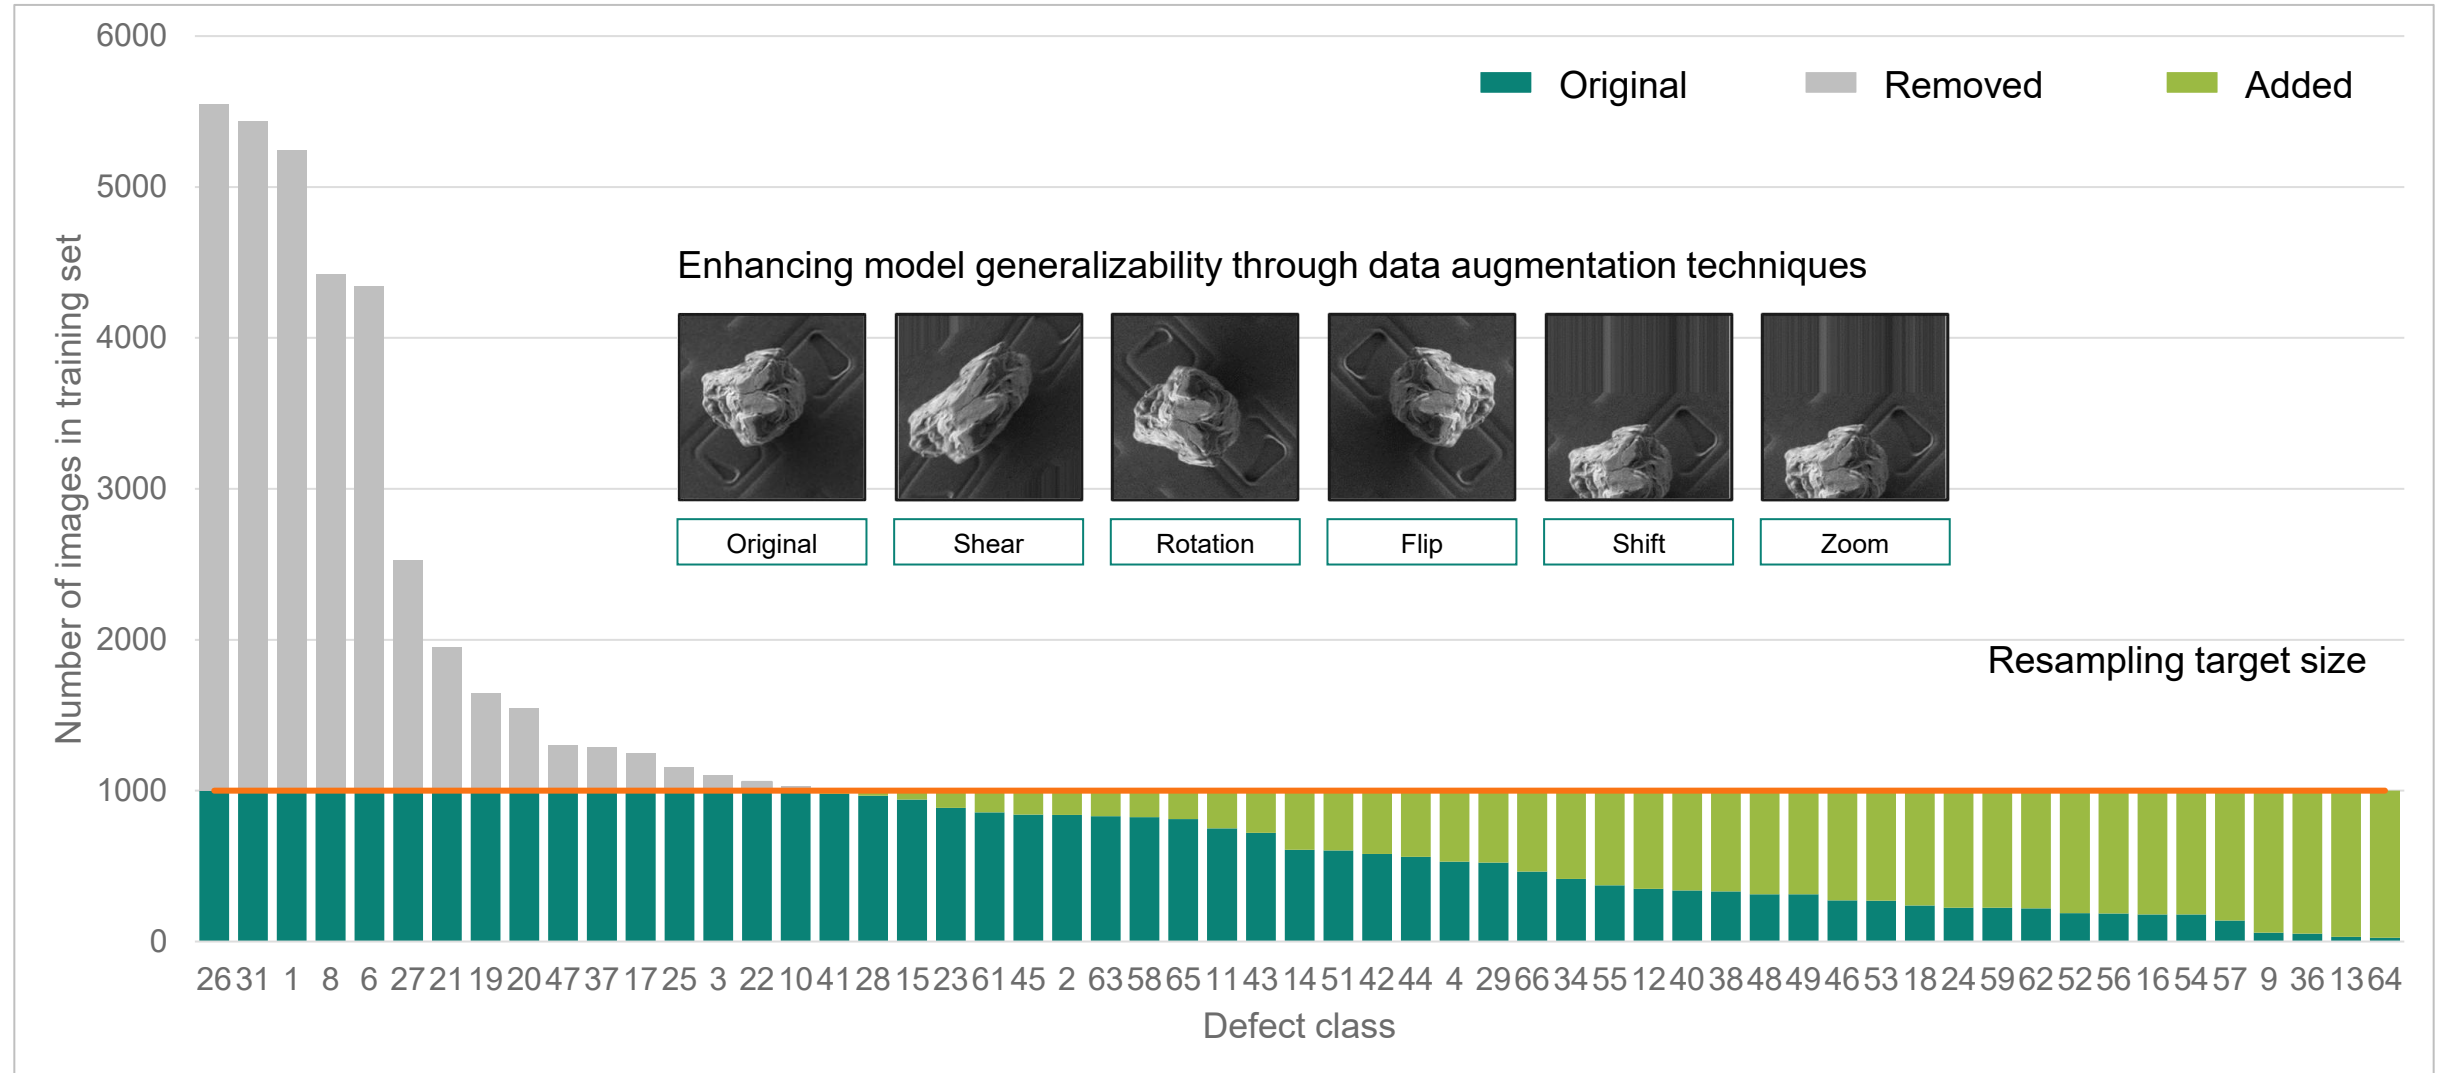 6000
Original Removed Added
5000
Enhancing model generalizability through data augmentation techniques
4000
3000
Original Shear Rotation Flip Shift Zoom
Number of images in training set
2000
Resampling target size
1000
0
26 31 1 8 6 27 21 19 20 47 37 17 25 3 22 10 41 28 15 23 61 45 2 63 58 65 11 43 14 51 42 44 4 29 66 34 55 12 40 38 48 49 46 53 18 24 59 62 52 56 16 54 57 9 36 13 64
Defect class